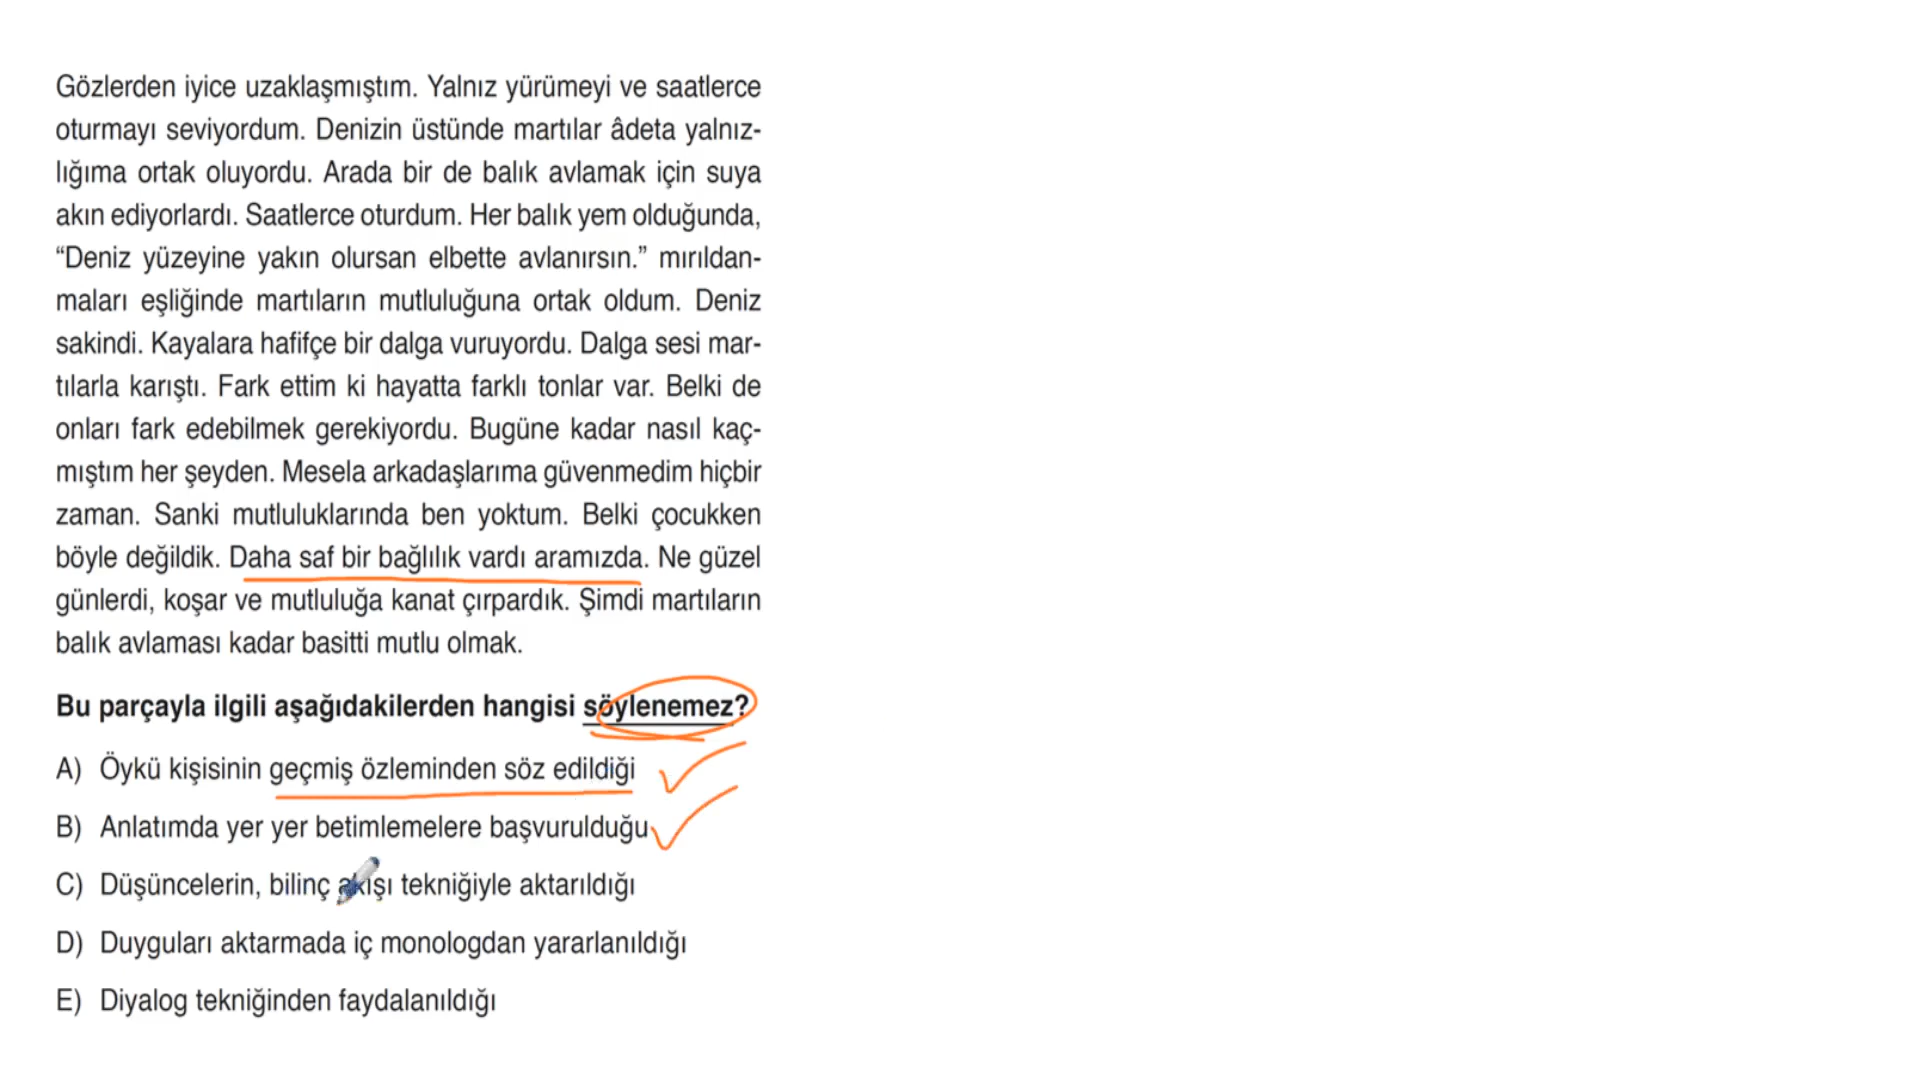 Gözlerden iyice uzaklaşmıştım. Yalnız yürümeyi ve saatlerce
oturmayı seviyordum. Denizin üstünde martılar âdeta yalnız-
lığıma ortak oluyordu. Arada bir de balık avlamak için suya
akın ediyorlardı. Saatlerce oturdum. Her balık yem olduğunda,
“Deniz yüzeyine yakın olursan elbette avlanırsın.” mırıldan-
maları eşliğinde martıların mutluluğuna ortak oldum. Deniz
sakindi. Kayalara hafifçe bir dalga vuruyordu. Dalga sesi mar-
tılarla karıştı. Fark ettim ki hayatta farklı tonlar var. Belki de
onları fark edebilmek gerekiyordu. Bugüne kadar nasıl kaç-
mıştım her şeyden. Mesela arkadaşlarıma güvenmedim hiçbir
zaman. Sanki mutluluklarında ben yoktum. Belki çocukken
böyle değildik. Daha saf bir bağlılık vardı aramızda. Ne güzel
günlerdi, koşar ve mutluluğa kanat çırpardık. Şimdi martıların
balık avlaması kadar basitti mutlu olmak.
Bu parçayla ilgili aşağıdakilerden hangisi söylenemez?
A) Öykü kişisinin geçmiş özleminden söz edildiği
B) Anlatımda yer yer betimlemelere başvurulduğu
C) Düşüncelerin, bilinç akışı tekniğiyle aktarıldığı
D) Duyguları aktarmada iç monologdan yararlanıldığı
E) Diyalog tekniğinden faydalanıldığı